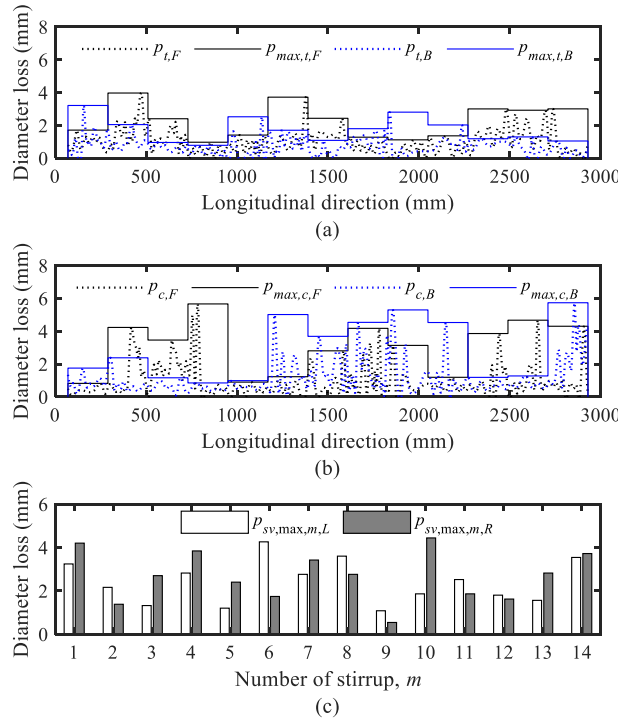 (a)
Diameter loss (mm)
8
6
4
2
0
p_{t,F}
p_{max,t,F}
p_{t,B}
p_{max,t,B}
0 500 1000 1500 2000 2500 3000
Longitudinal direction (mm)
(a)
Diameter loss (mm)
8
6
4
2
0
p_{c,F}
p_{max,c,F}
p_{c,B}
p_{max,c,B}
0 500 1000 1500 2000 2500 3000
Longitudinal direction (mm)
(b)
Diameter loss (mm)
6
4
2
0
p_{sv,max,m,L}
p_{sv,max,m,R}
1 2 3 4 5 6 7 8 9 10 11 12 13 14
Number of stirrup, m
(c)